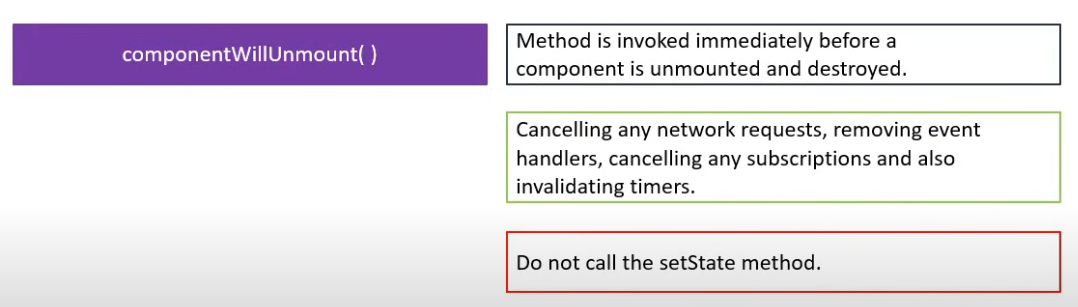 componentWillUnmount( )
Method is invoked immediately before a
component is unmounted and destroyed.
Cancelling any network requests, removing event
handlers, cancelling any subscriptions and also
invalidating timers.
Do not call the setState method.